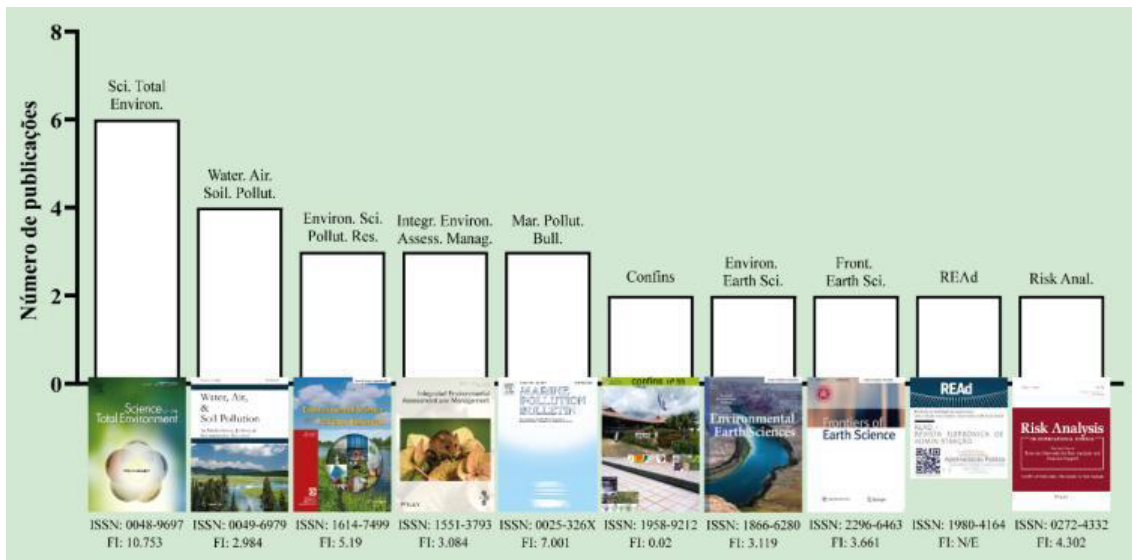 8
6
4
2
0
Número de publicações
Sci. Total
Environ.
Water. Air.
Soil. Pollut.
Environ. Sci.
Pollut. Res.
Integr. Environ.
Assess. Manag.
Mar. Pollut.
Bull.
Confins
Environ.
Earth Sci.
Front.
Earth Sci.
REAd
Risk Anal.
Science
Total Environment
Water, Air,
&
Soil Pollution
Integrated Environmental
Assessment and Management
MARINE
POLLUTION
BULLETIN
confins
Environmental
Earth Sciences
Frontiers of
Earth Science
REAd
REVISTA ELETRÔNICA DE
ADMINISTRAÇÃO
Risk Analysis
ISSN: 0048-9697
FI: 10.753
ISSN: 0049-6979
FI: 2.984
ISSN: 1614-7499
FI: 5.19
ISSN: 1551-3793
FI: 3.084
ISSN: 0025-326X
FI: 7.001
ISSN: 1958-9212
FI: 0.02
ISSN: 1866-6280
FI: 3.119
ISSN: 2296-6463
FI: 3.661
ISSN: 1980-4164
FI: N/E
ISSN: 0272-4332
FI: 4.302